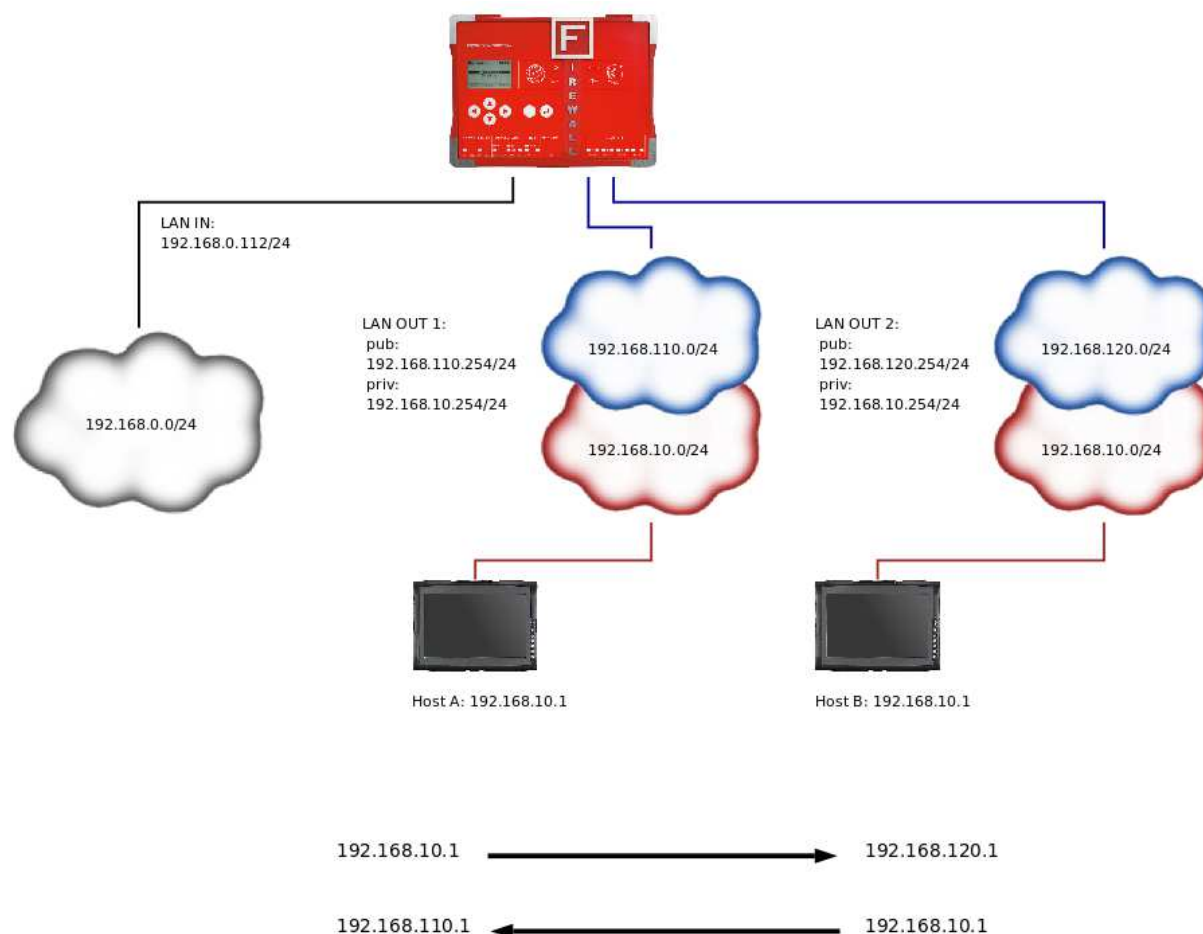 F
IREWALL
LAN IN:
192.168.0.112/24
192.168.0.0/24
LAN OUT 1:
pub:
192.168.110.254/24
priv:
192.168.10.254/24
192.168.110.0/24
192.168.10.0/24
LAN OUT 2:
pub:
192.168.120.254/24
priv:
192.168.10.254/24
192.168.120.0/24
192.168.10.0/24
Host A: 192.168.10.1
Host B: 192.168.10.1
192.168.10.1
192.168.120.1
192.168.110.1
192.168.10.1